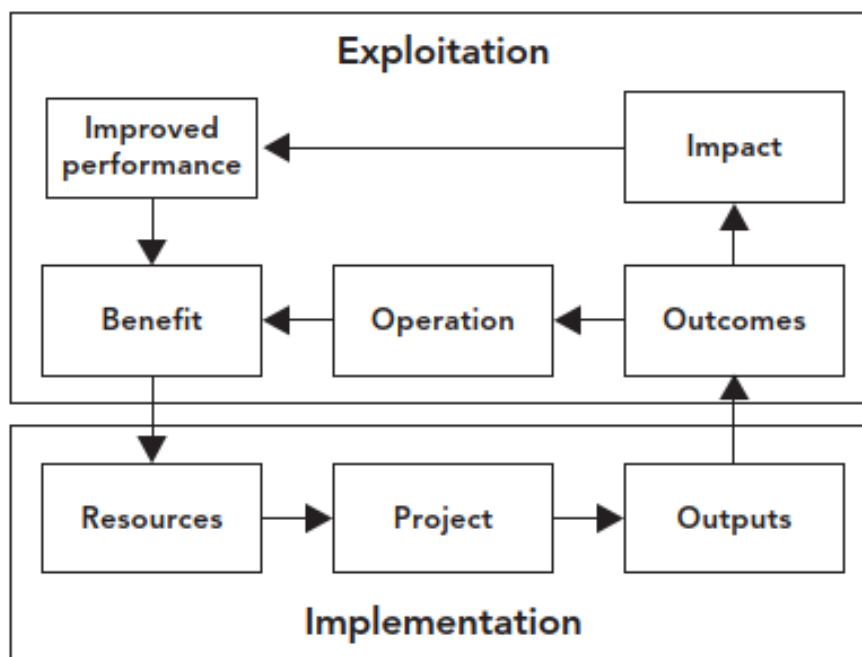 Exploitation
Improved
performance
Impact
Benefit
Operation
Outcomes
Resources
Project
Outputs
Implementation